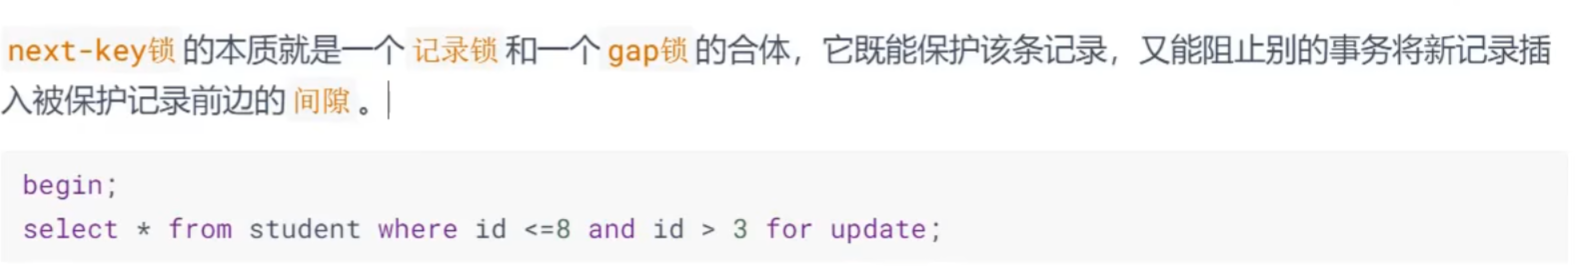 next-key锁 的本质就是一个 记录锁 和一个 gap锁 的合体，它既能保护该条记录，又能阻止别的事务将新记录插
入被保护记录前边的 间隙 。
begin;
select * from student where id <=8 and id > 3 for update;